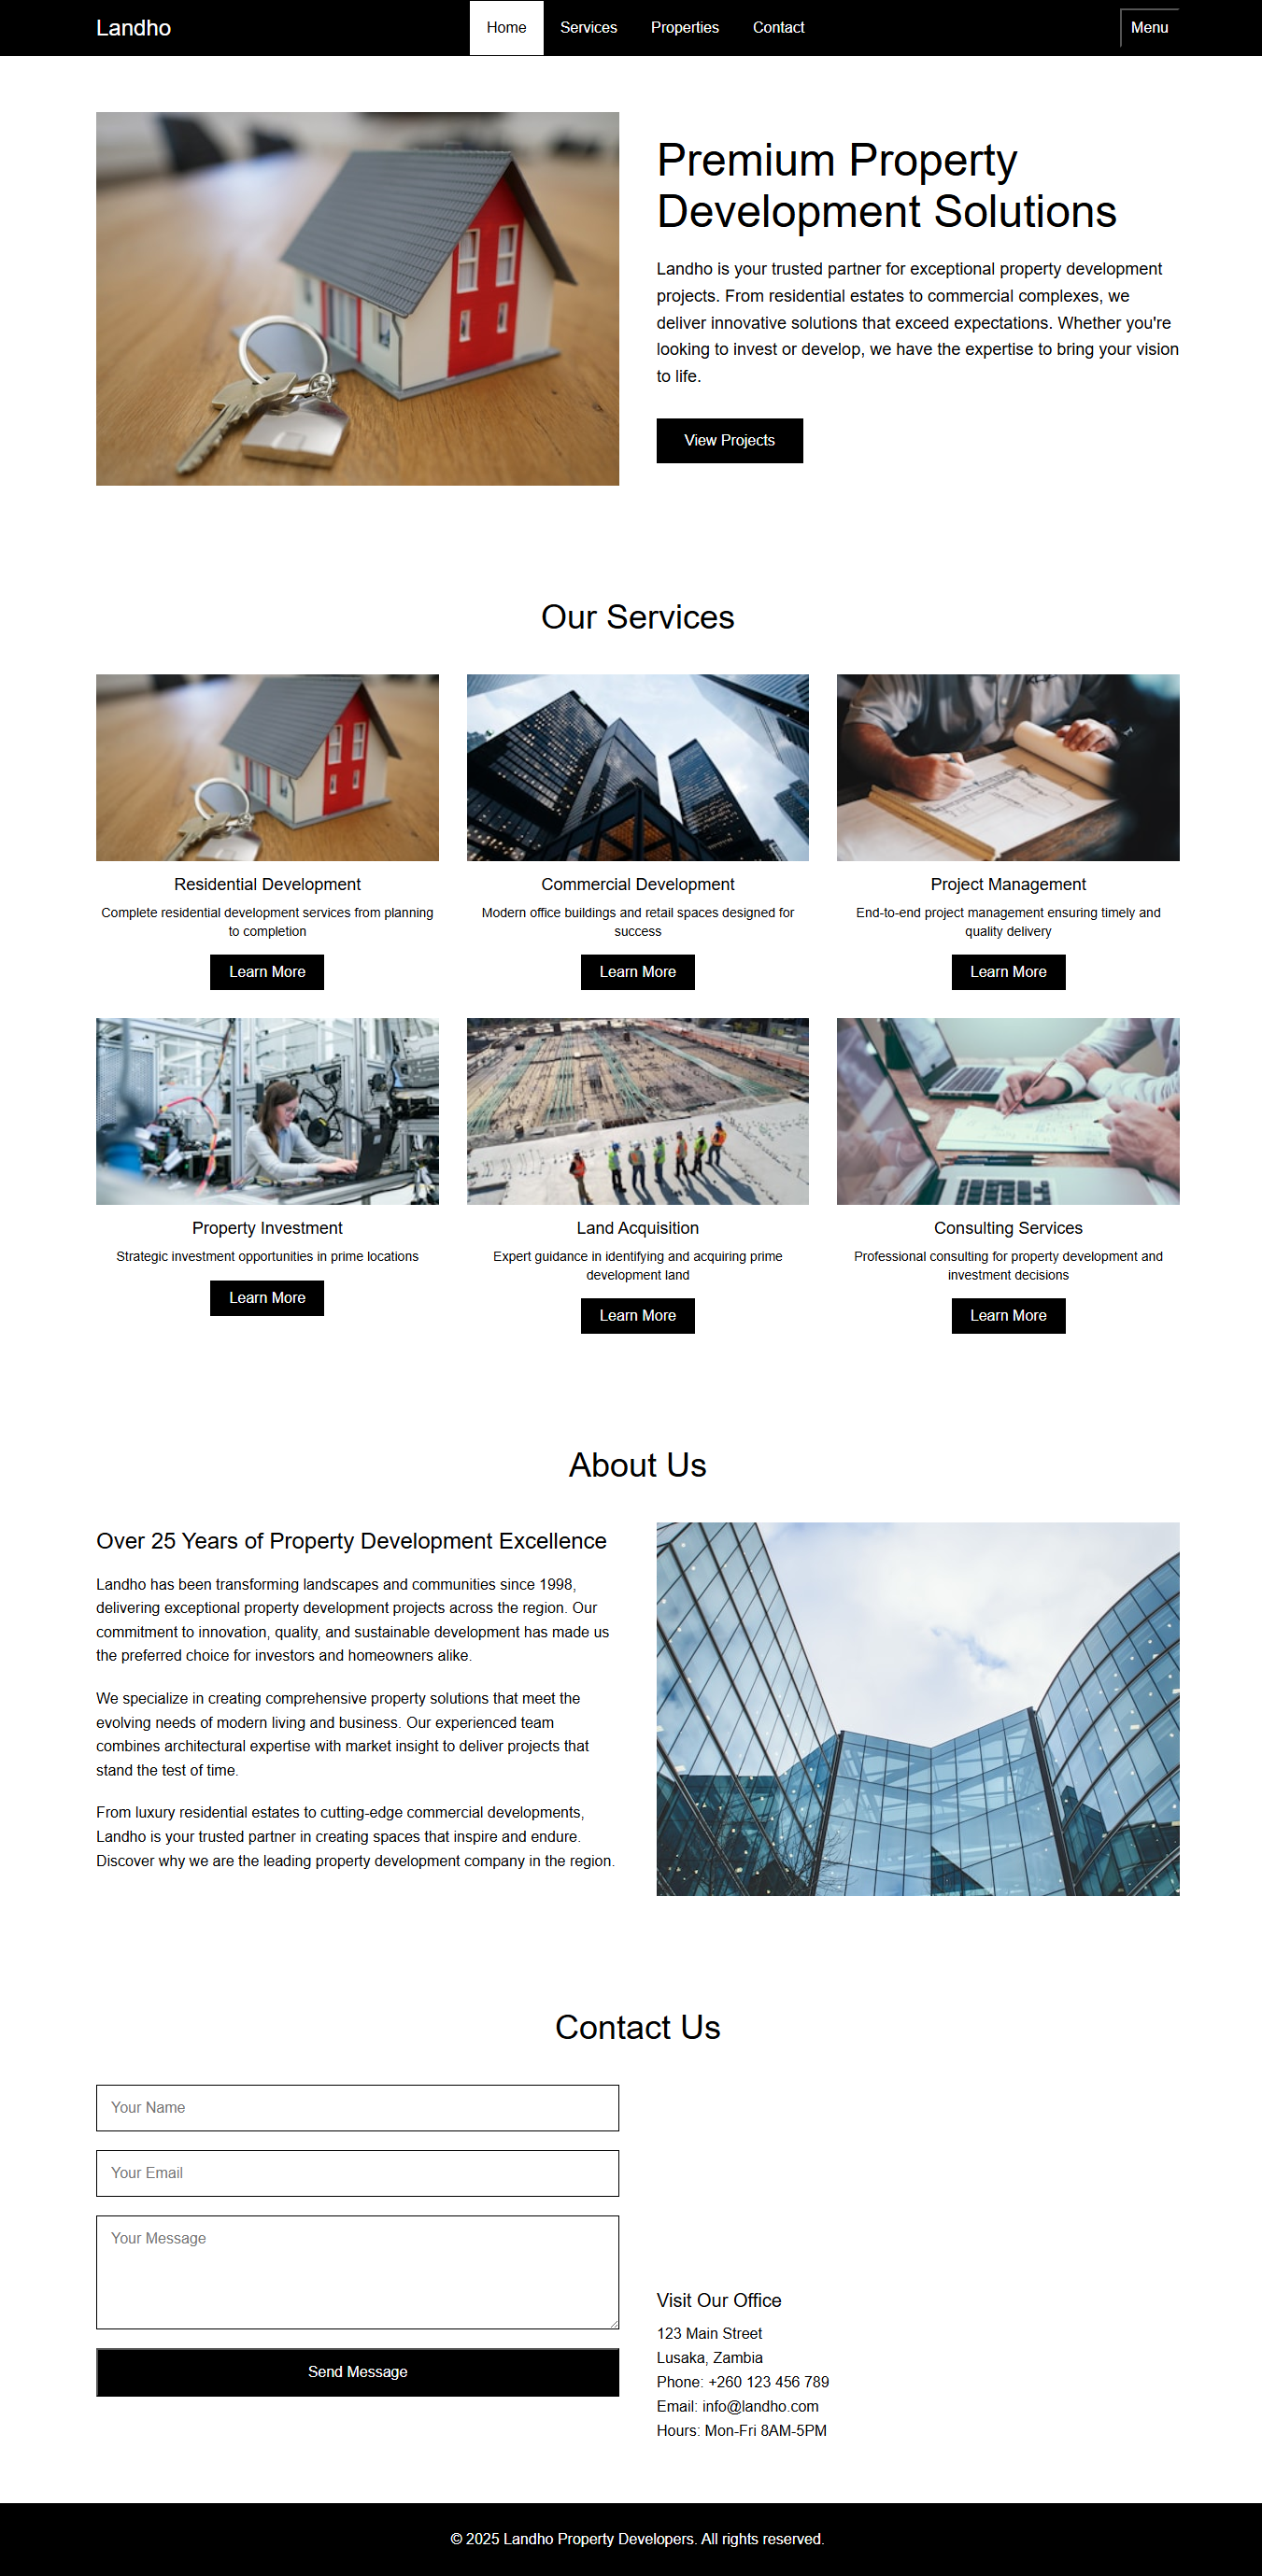 Landho
Home
Services
Properties
Contact
Menu
Premium Property
Development Solutions
Landho is your trusted partner for exceptional property development
projects. From residential estates to commercial complexes, we
deliver innovative solutions that exceed expectations. Whether you're
looking to invest or develop, we have the expertise to bring your vision
to life.
View Projects
Our Services
Residential Development
Complete residential development services from planning
to completion
Learn More
Commercial Development
Modern office buildings and retail spaces designed for
success
Learn More
Project Management
End-to-end project management ensuring timely and
quality delivery
Learn More
Property Investment
Strategic investment opportunities in prime locations
Learn More
Land Acquisition
Expert guidance in identifying and acquiring prime
development land
Learn More
Consulting Services
Professional consulting for property development and
investment decisions
Learn More
About Us
Over 25 Years of Property Development Excellence
Landho has been transforming landscapes and communities since 1998,
delivering exceptional property development projects across the region. Our
commitment to innovation, quality, and sustainable development has made us
the preferred choice for investors and homeowners alike.
We specialize in creating comprehensive property solutions that meet the
evolving needs of modern living and business. Our experienced team
combines architectural expertise with market insight to deliver projects that
stand the test of time.
From luxury residential estates to cutting-edge commercial developments,
Landho is your trusted partner in creating spaces that inspire and endure.
Discover why we are the leading property development company in the region.
Contact Us
Your Name
Your Email
Your Message
Send Message
Visit Our Office
123 Main Street
Lusaka, Zambia
Phone: +260 123 456 789
Email: info@landho.com
Hours: Mon-Fri 8AM-5PM
© 2025 Landho Property Developers. All rights reserved.